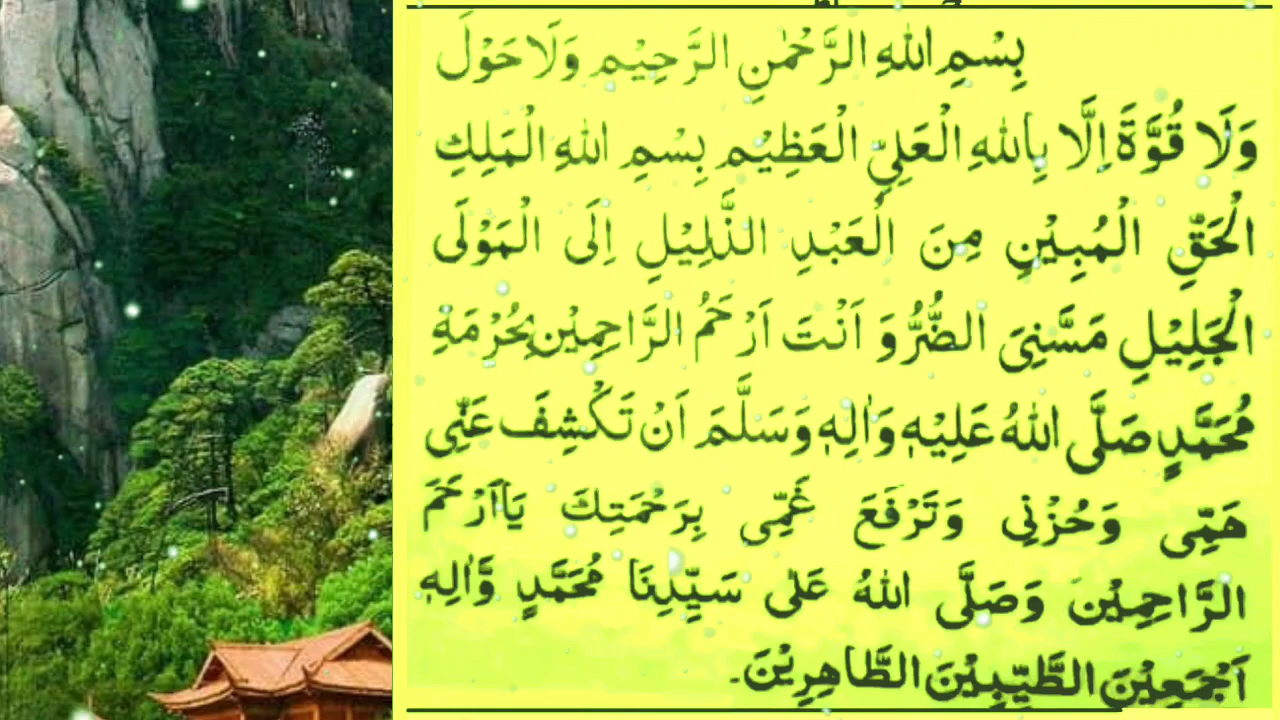 بِسْمِ اللهِ الرَّحْمٰنِ الرَّحِيْمِ وَلَا حَوْلَ
وَلَا قُوَّةَ اِلَّا بِاللهِ الْعَلِيِّ الْعَظِيْمِ بِسْمِ اللهِ الْمَلِكِ
الْحَقِّ الْمُبِيْنِ مِنَ الْعَبْدِ الذَّلِيْلِ اِلَى الْمَوْلَى
الْجَلِيْلِ مَسَّنِىَ الضُّرُّ وَ اَنْتَ اَرْحَمُ الرَّاحِمِيْنَ بِحُرْمَةِ
مُحَمَّدٍ صَلَّى اللهُ عَلَيْهِ وَاٰلِهٖ وَسَلَّمَ اَنْ تَكْشِفَ عَنِّى
هَمِّى وَحُزْنِى وَتَرْفَعَ غَمِّى بِرَحْمَتِكَ يَآاَرْحَمَ
الرَّاحِمِيْنَ وَصَلَّى اللهُ عَلٰى سَيِّدِنَا مُحَمَّدٍ وَّاٰلِهٖ
اَجْمَعِيْنَ الطَّيِّبِيْنَ الطَّاهِرِيْنَ۔